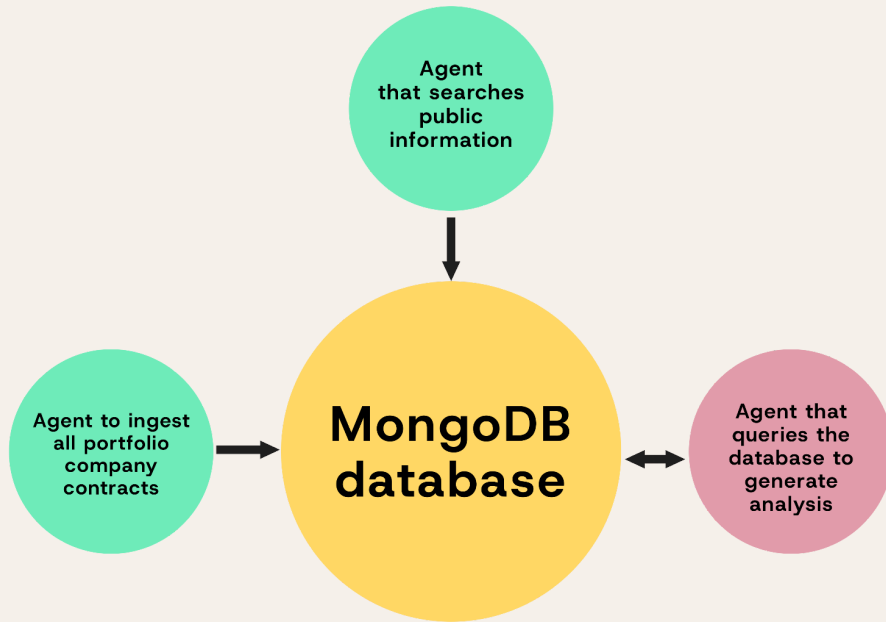 Agent
that searches
public
information
Agent to ingest
all portfolio
company
contracts
MongoDB
database
Agent that
queries the
database to
generate
analysis